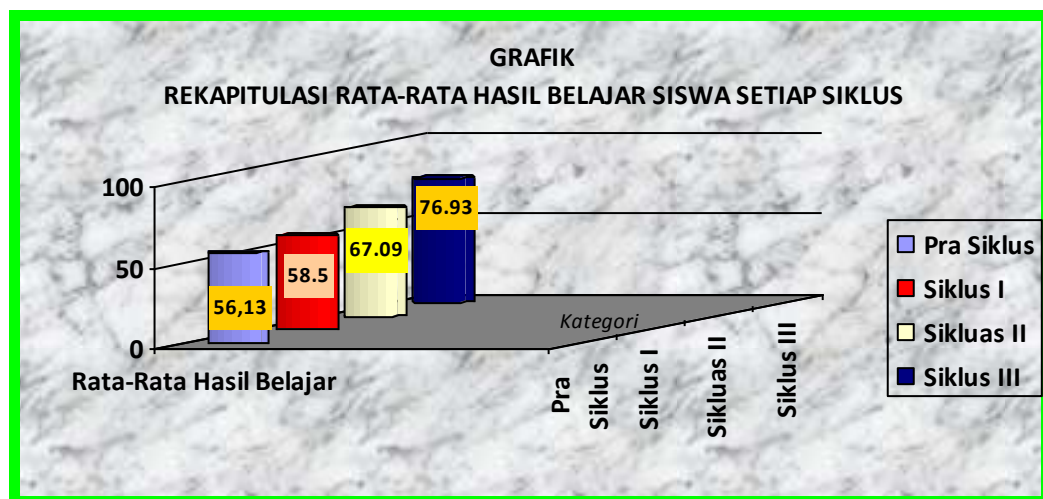 GRAFIK
REKAPITULASI RATA-RATA HASIL BELAJAR SISWA SETIAP SIKLUS
100
50
0
56,13
58.5
67.09
76.93
Kategori
Rata-Rata Hasil Belajar
Pra
Siklus
Siklus I
Sikluas II
Siklus III
Pra Siklus
Siklus I
Sikluas II
Siklus III